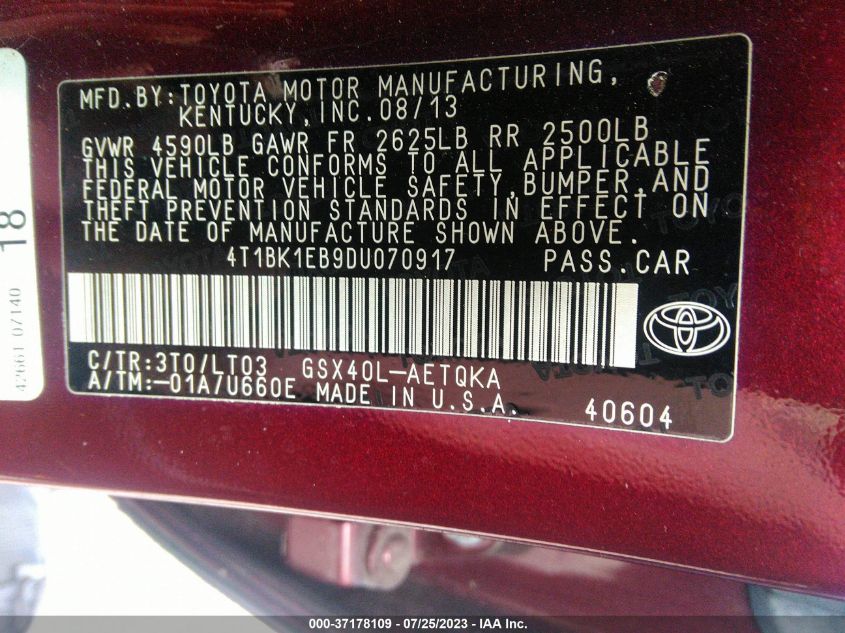 MFD.BY:TOYOTA MOTOR MANUFACTURING,
KENTUCKY, INC.08/13
GVWR 4590LB GAWR FR 2625LB RR 2500LB
THIS VEHICLE CONFORMS TO ALL APPLICABLE
FEDERAL MOTOR VEHICLE SAFETY,BUMPER,AND
THEFT PREVENTION STANDARDS IN EFFECT ON
THE DATE OF MANUFACTURE SHOWN ABOVE.
4T1BK1EB9DU070917 PASS.CAR
C/TR:3T0/LT03 GSX40L-AETQKA
A/TM:-01A/U660E MADE IN U.S.A. 40604
18
42661 07140
000-37178109 - 07/25/2023 - IAA Inc.